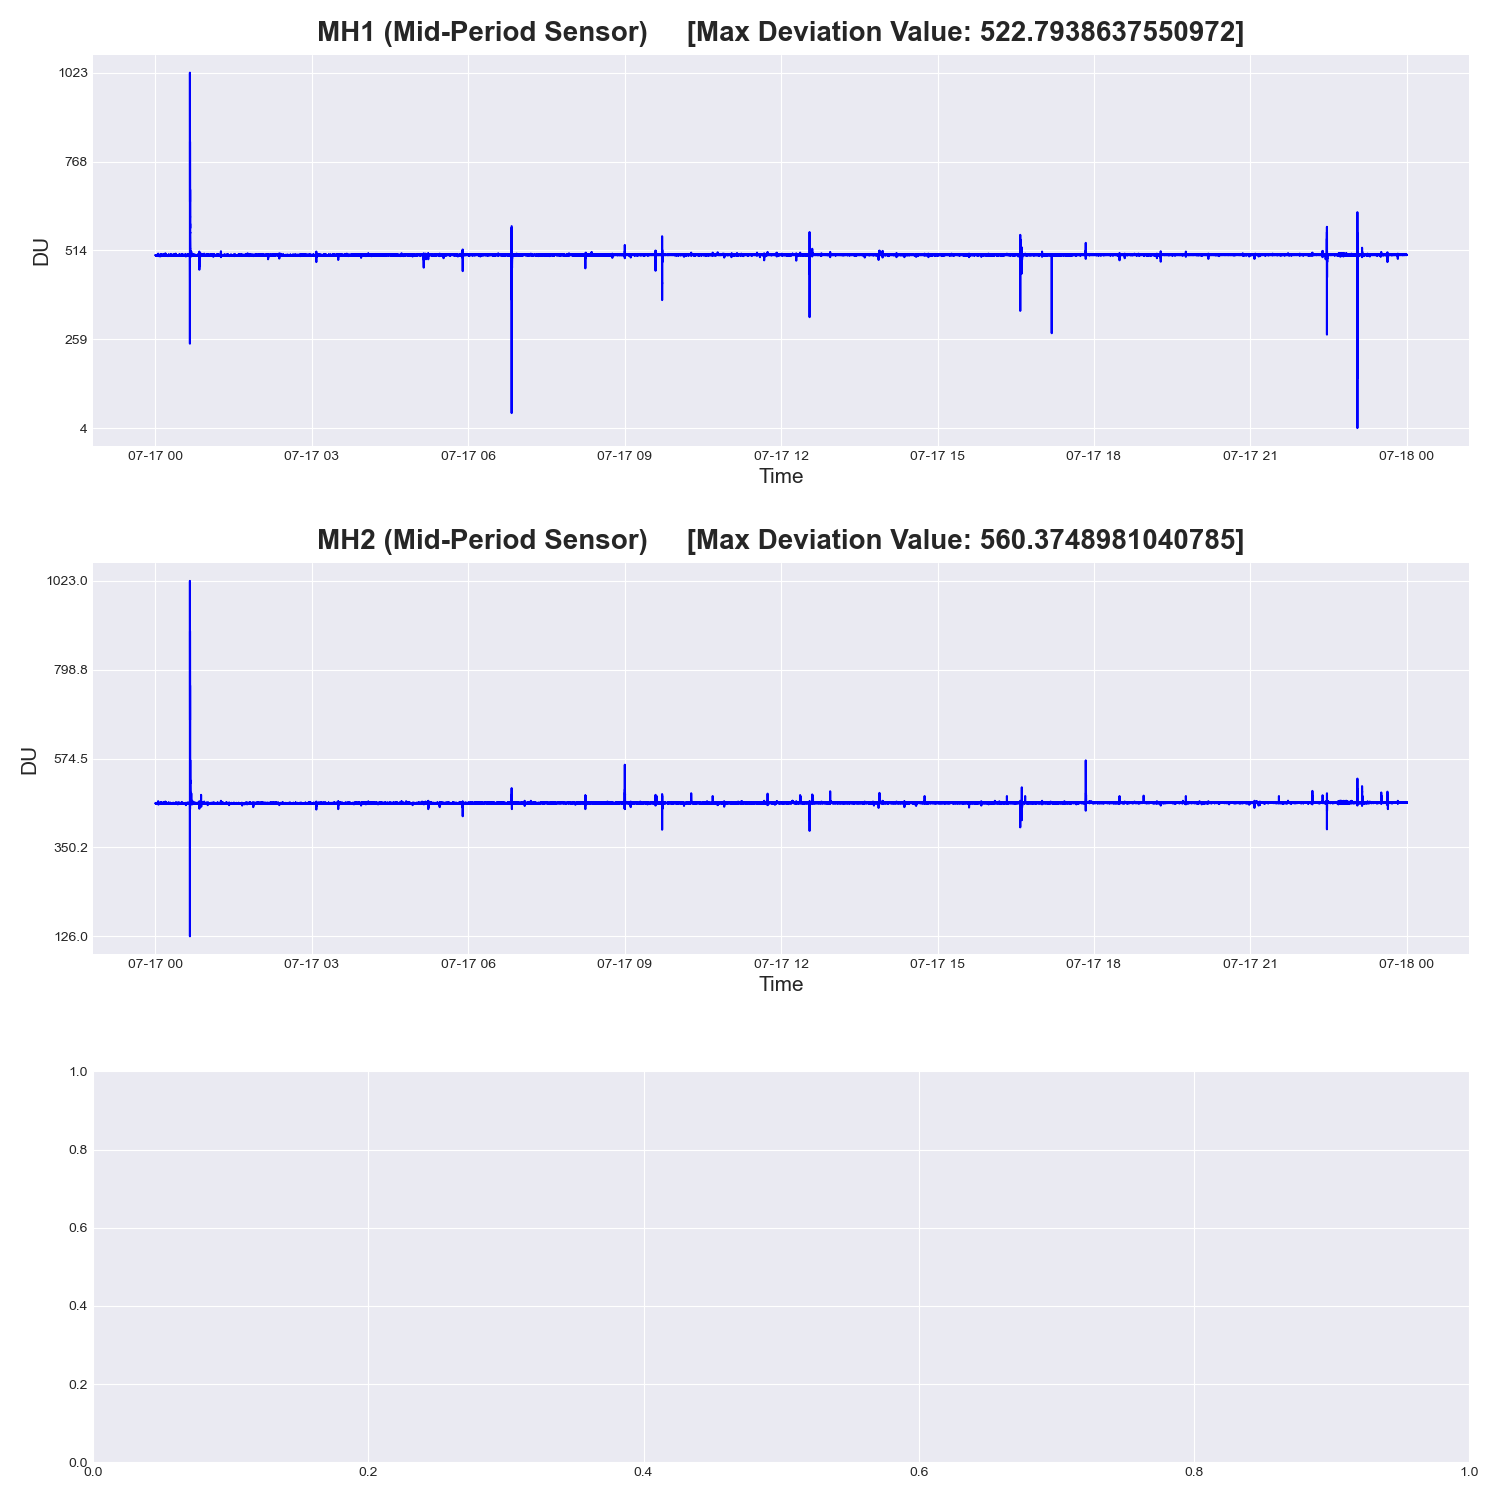 MH1 (Mid-Period Sensor) [Max Deviation Value: 522.7938637550972]
1023
768
514
259
4
DU
07-17 00 07-17 03 07-17 06 07-17 09 07-17 12 07-17 15 07-17 18 07-17 21 07-18 00
Time
MH2 (Mid-Period Sensor) [Max Deviation Value: 560.3748981040785]
1023.0
798.8
574.5
350.2
126.0
DU
07-17 00 07-17 03 07-17 06 07-17 09 07-17 12 07-17 15 07-17 18 07-17 21 07-18 00
Time
1.0
0.8
0.6
0.4
0.2
0.0
0.0 0.2 0.4 0.6 0.8 1.0